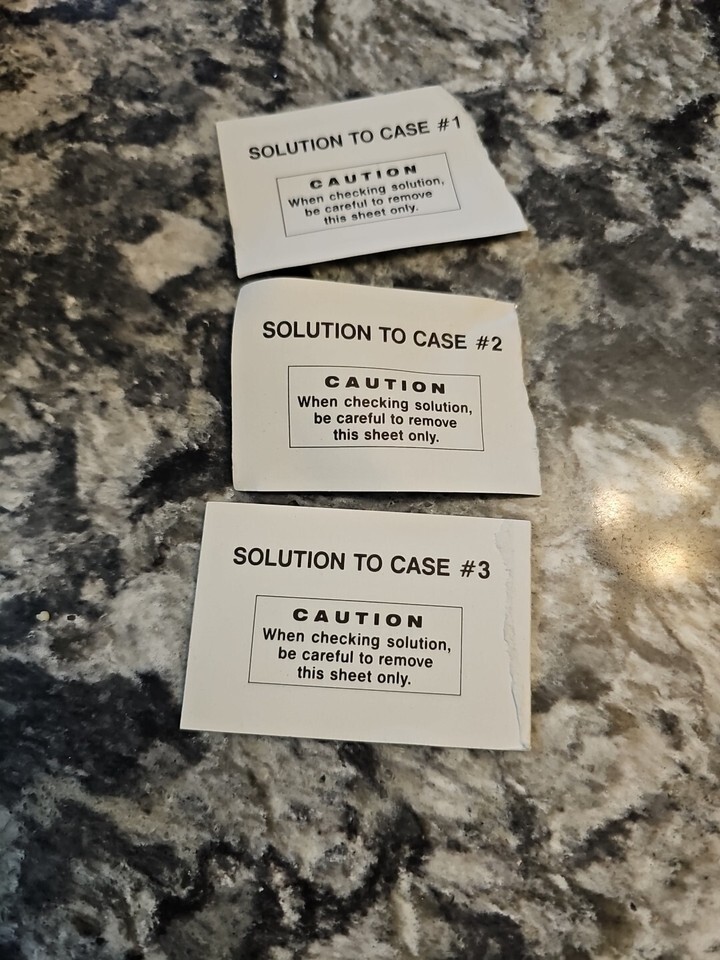 SOLUTION TO CASE #1
CAUTION
When checking solution,
be careful to remove
this sheet only.
SOLUTION TO CASE #2
CAUTION
When checking solution,
be careful to remove
this sheet only.
SOLUTION TO CASE #3
CAUTION
When checking solution,
be careful to remove
this sheet only.